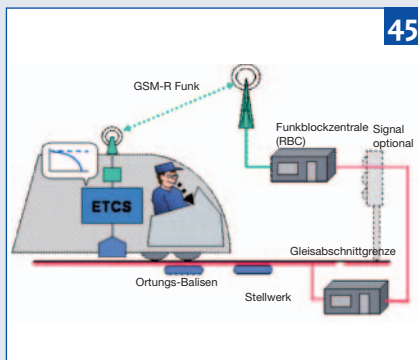 45
GSM-R Funk
Funkblockzentrale
(RBC)
Signal
optional
ETCS
Gleisabschnittgrenze
Ortungs-Balisen
Stellwerk